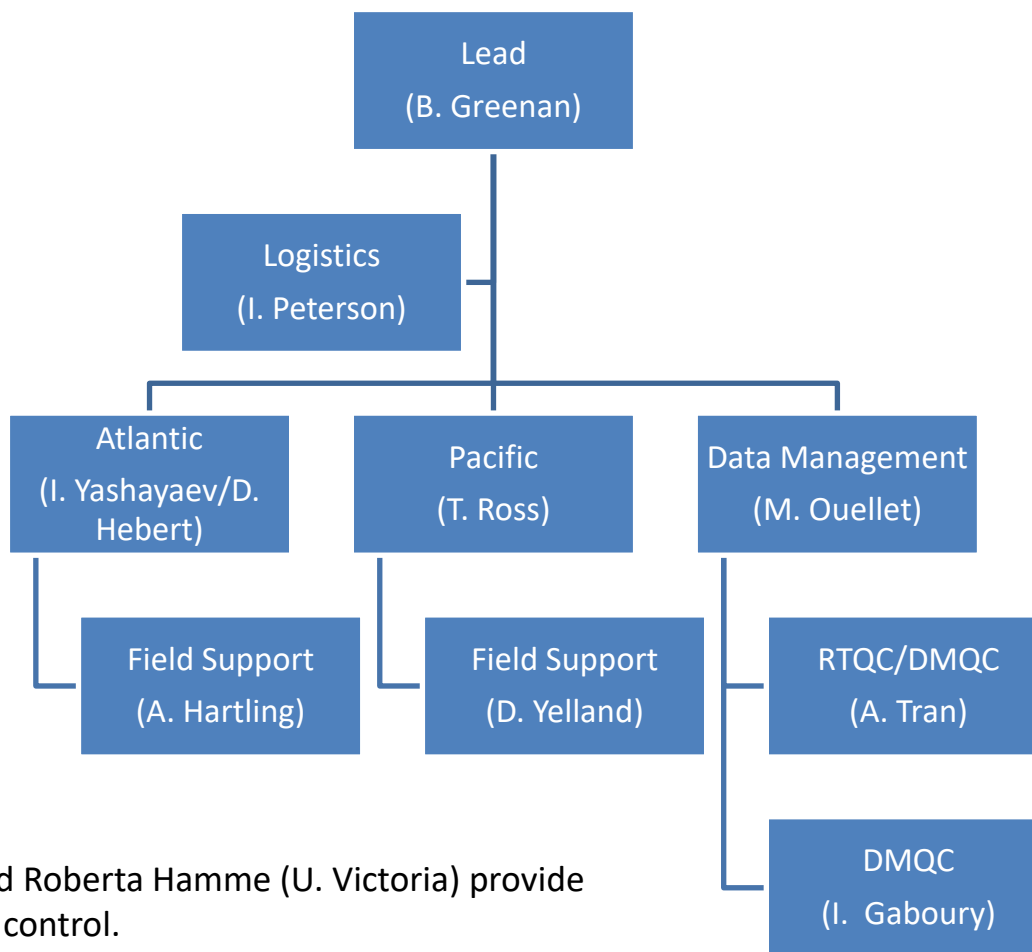 Lead
(B. Greenan)
Logistics
(I. Peterson)
Atlantic
(I. Yashayaev/D.
Hebert)
Pacific
(T. Ross)
Data Management
(M. Ouellet)
Field Support
(A. Hartling)
Field Support
(D. Yelland)
RTQC/DMQC
(A. Tran)
DMQC
(I. Gaboury)
d Roberta Hamme (U. Victoria) provide
control.